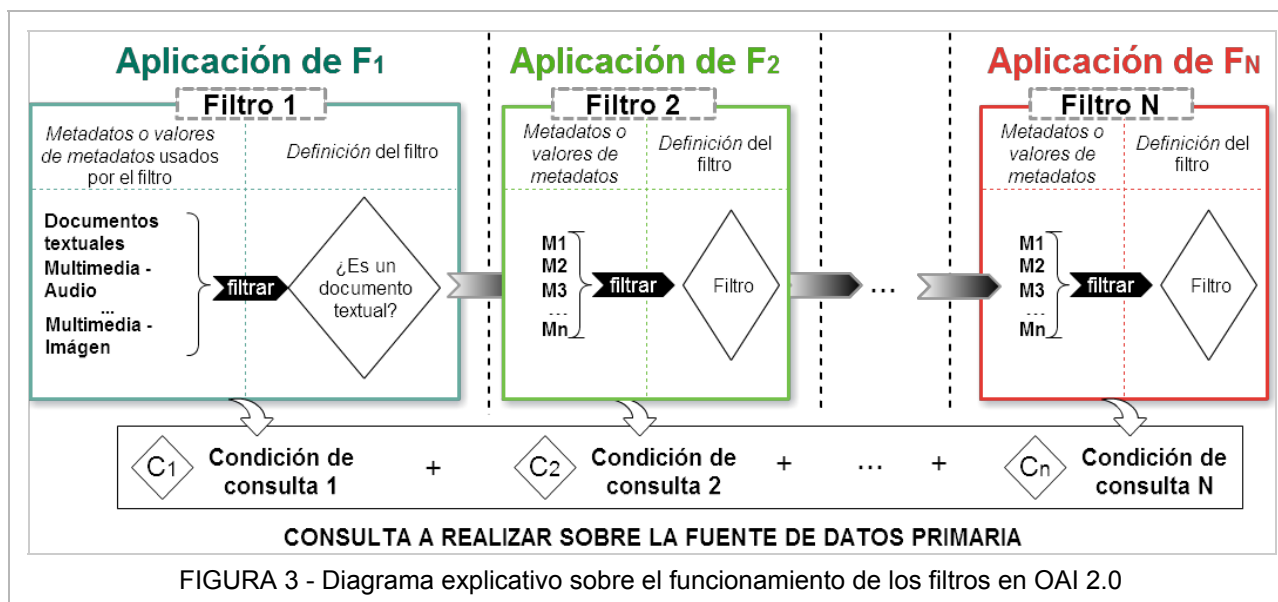 Aplicación de F1
Filtro 1
Metadatos o valores
de metadatos usados
por el filtro
Definición del filtro
Documentos
textuales
Multimedia -
Audio
...
Multimedia -
Imágen
filtrar
¿Es un
documento
textual?
Aplicación de F2
Filtro 2
Metadatos o
valores de
metadatos
Definición del
filtro
M1
M2
M3
...
Mn
filtrar
Filtro
...
Aplicación de FN
Filtro N
Metadatos o
valores de
metadatos
Definición del
filtro
M1
M2
M3
...
Mn
filtrar
Filtro
C1 Condición de
consulta 1
+
C2 Condición de
consulta 2
+ ... +
Cn Condición de
consulta N
CONSULTA A REALIZAR SOBRE LA FUENTE DE DATOS PRIMARIA
FIGURA 3 - Diagrama explicativo sobre el funcionamiento de los filtros en OAI 2.0